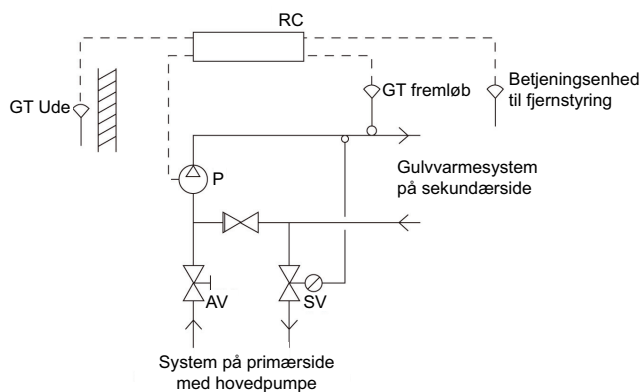 RC
GT Ude
GT fremløb
Betjeningsenhed
til fjernstyring
P
Gulvvarmesystem
på sekundærside
AV
SV
System på primærside
med hovedpumpe